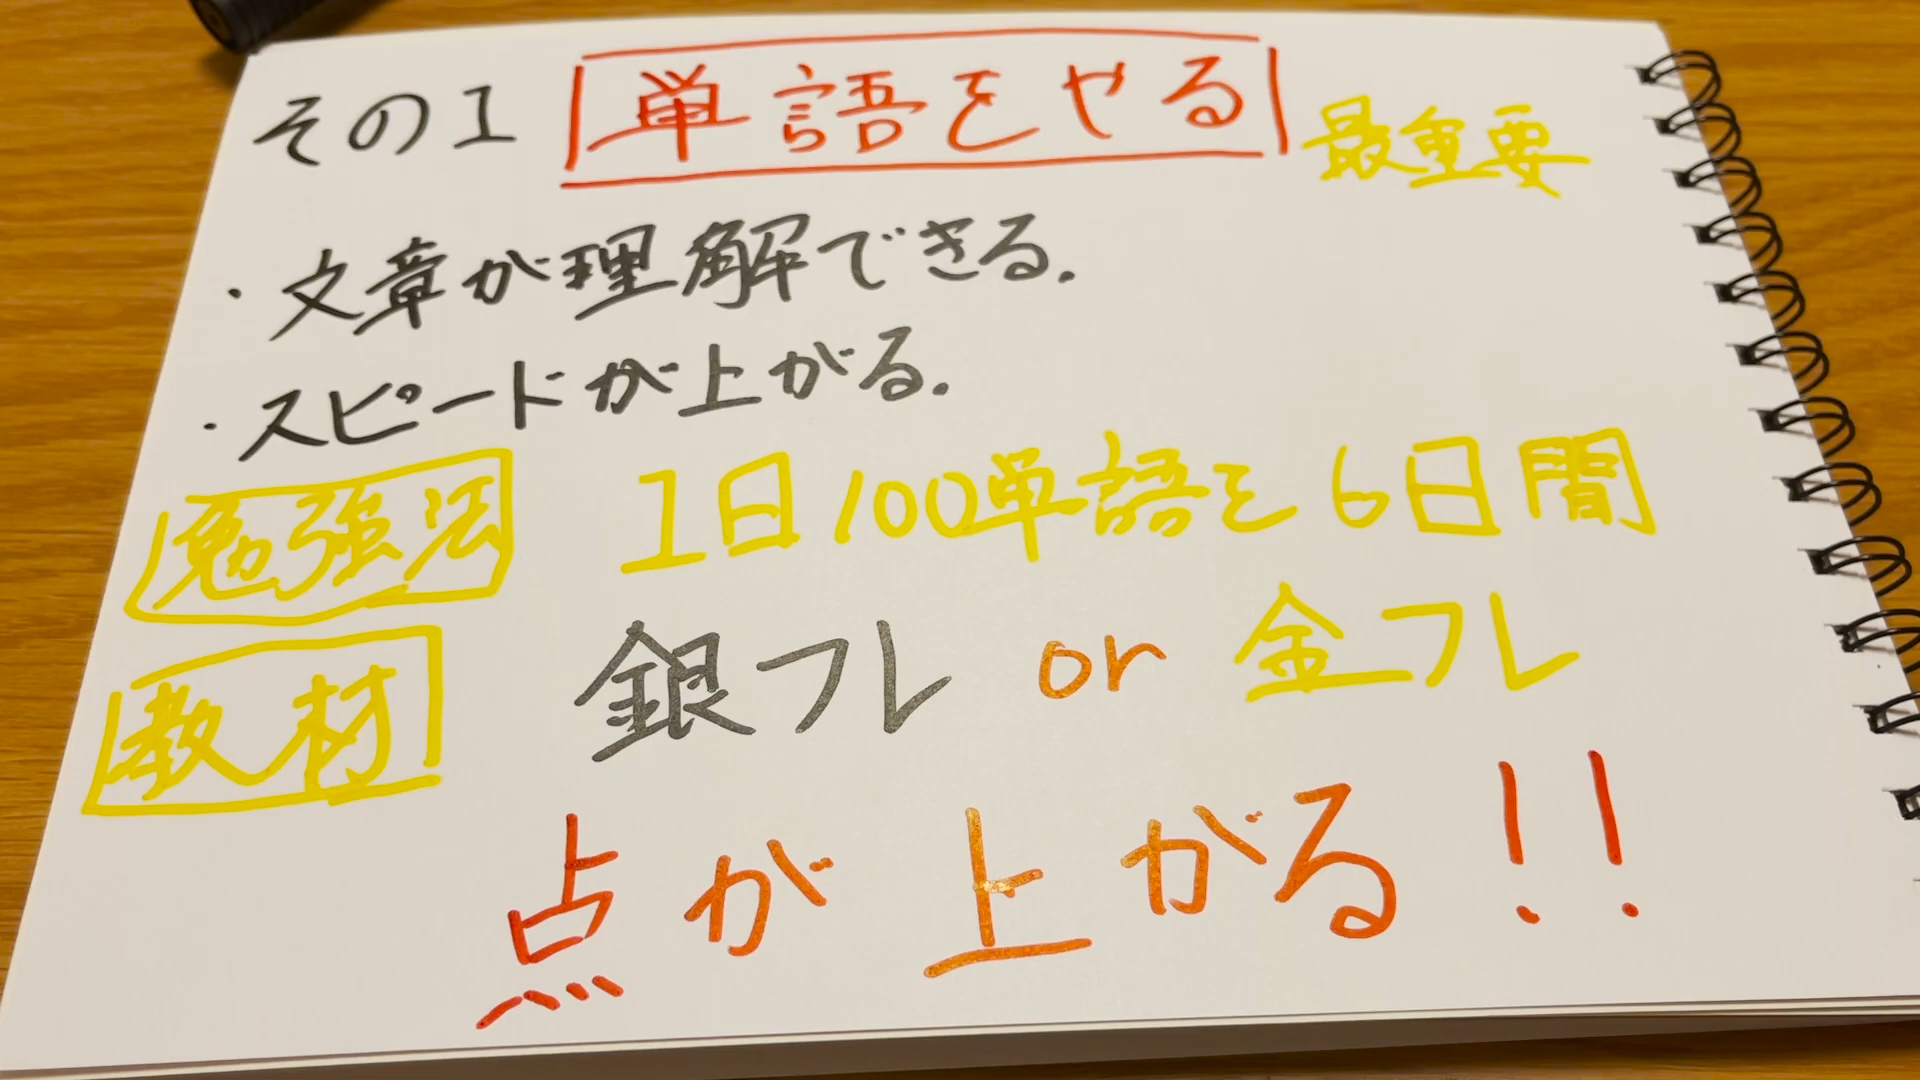 その1 単語をやる 最重要
・文章が理解できる.
・スピードが上がる.
勉強法 1日100単語を6日間
教材 銀フレ or 金フレ
点が上がる!!